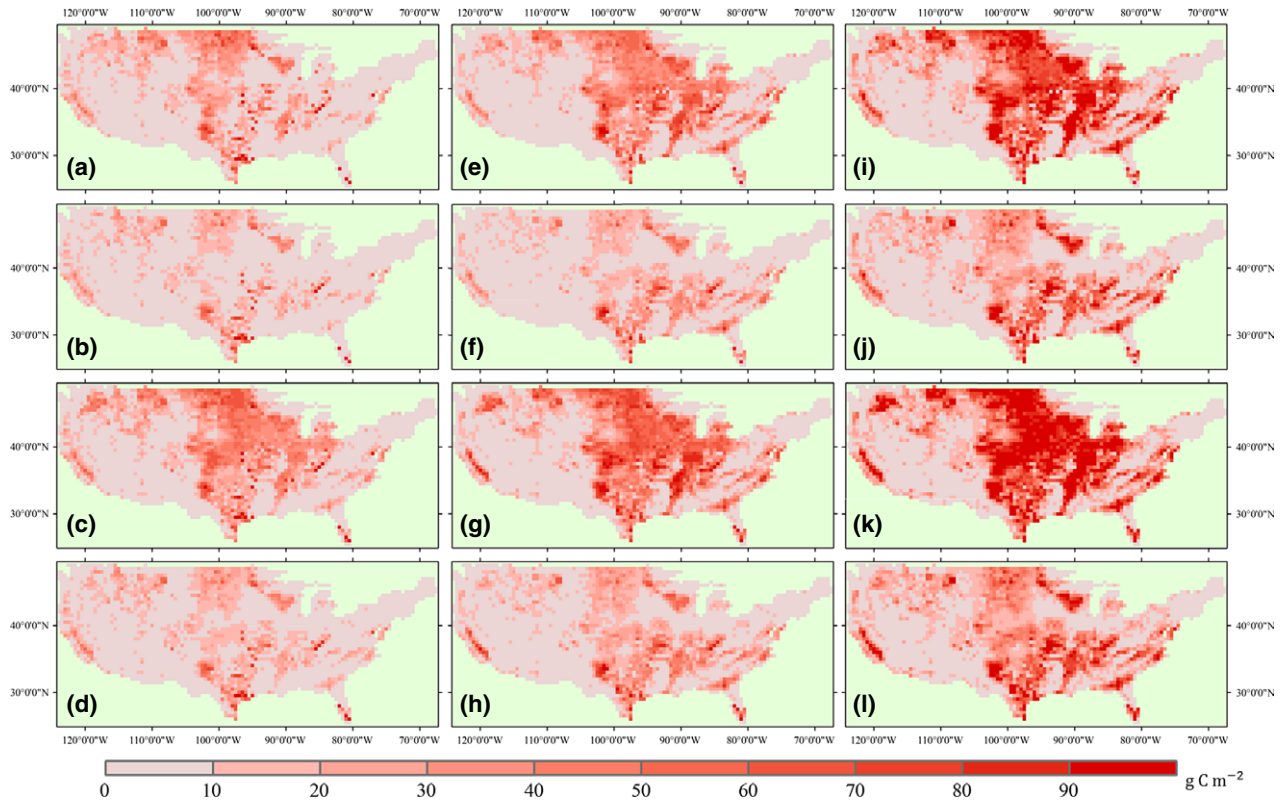 120°0'0"W 110°0'0"W 100°0'0"W 90°0'0"W 80°0'0"W 70°0'0"W 120°0'0"W 110°0'0"W 100°0'0"W 90°0'0"W 80°0'0"W 70°0'0"W 120°0'0"W 110°0'0"W 100°0'0"W 90°0'0"W 80°0'0"W 70°0'0"W
40°0'0"N 40°0'0"N
30°0'0"N 30°0'0"N
(a) (e) (i)
40°0'0"N 40°0'0"N
30°0'0"N 30°0'0"N
(b) (f) (j)
40°0'0"N 40°0'0"N
30°0'0"N 30°0'0"N
(c) (g) (k)
40°0'0"N 40°0'0"N
30°0'0"N 30°0'0"N
(d) (h) (l)
120°0'0"W 110°0'0"W 100°0'0"W 90°0'0"W 80°0'0"W 70°0'0"W 120°0'0"W 110°0'0"W 100°0'0"W 90°0'0"W 80°0'0"W 70°0'0"W 120°0'0"W 110°0'0"W 100°0'0"W 90°0'0"W 80°0'0"W 70°0'0"W
0 10 20 30 40 50 60 70 80 90 g C m⁻²